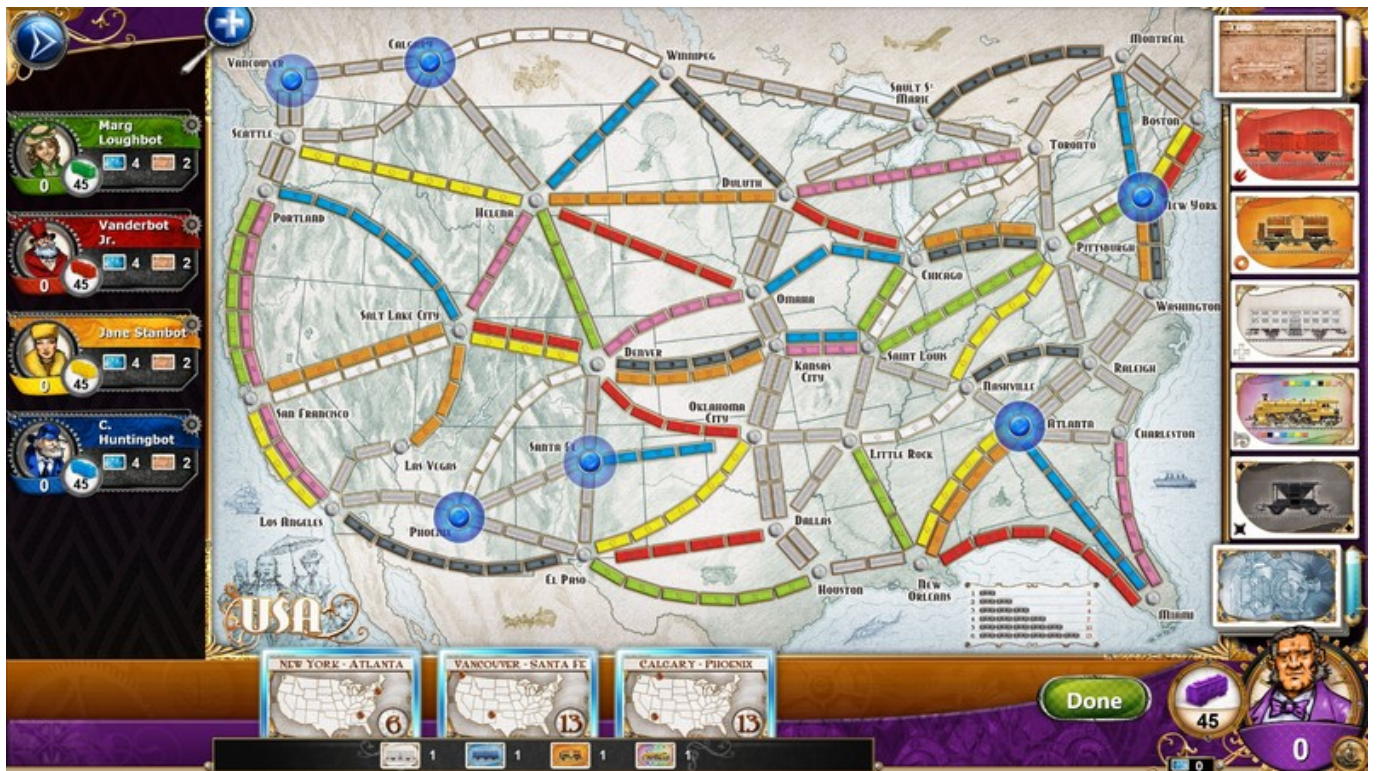 Marg
Loughbot
4
2
0
45
Vanderbot
Jr.
4
2
0
45
Jane Stanbot
4
2
0
45
C.
Huntingbot
4
2
0
45
VANCOUVER
CALGARY
WINNIPEG
MONTRÉAL
SAULT ST.
MARIE
SEATTLE
BOSTON
TORONTO
DULUTH
PORTLAND
HELENA
NEW YORK
PITTSBURGH
CHICAGO
OMAHA
WASHINGTON
SALT LAKE CITY
DENVER
SAINT LOUIS
KANSAS
CITY
RALEIGH
NASHVILLE
SAN FRANCISCO
OKLAHOMA
CITY
ATLANTA
CHARLESTON
SANTA FE
LITTLE ROCK
LAS VEGAS
LOS ANGELES
PHOENIX
DALLAS
EL PASO
HOUSTON
NEW
ORLEANS
MIAMI
USA
TICKET
NEW YORK - ATLANTA
6
VANCOUVER - SANTA FE
13
CALGARY - PHOENIX
13
1
1
1
1
Done
45
0
0